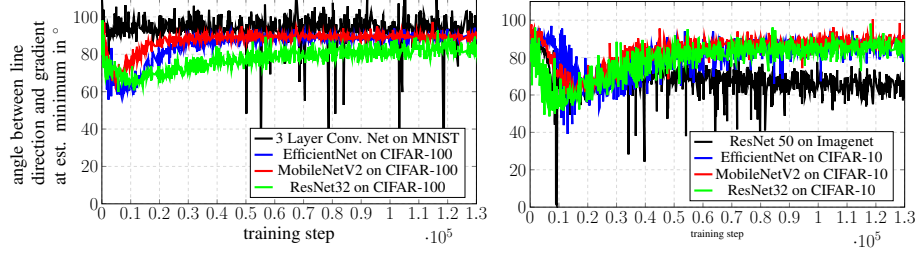 angle between line
direction and gradient
at est. minimum in °
100
80
60
40
20
0
3 Layer Conv. Net on MNIST
EfficientNet on CIFAR-100
MobileNetV2 on CIFAR-100
ResNet32 on CIFAR-100
0 0.1 0.2 0.3 0.4 0.5 0.6 0.7 0.8 0.9 1 1.1 1.2 1.3
training step
·10⁵
100
80
60
40
20
0
ResNet 50 on Imagenet
EfficientNet on CIFAR-10
MobileNetV2 on CIFAR-10
ResNet32 on CIFAR-10
0 0.1 0.2 0.3 0.4 0.5 0.6 0.7 0.8 0.9 1 1.1 1.2 1.3
training step
·10⁵